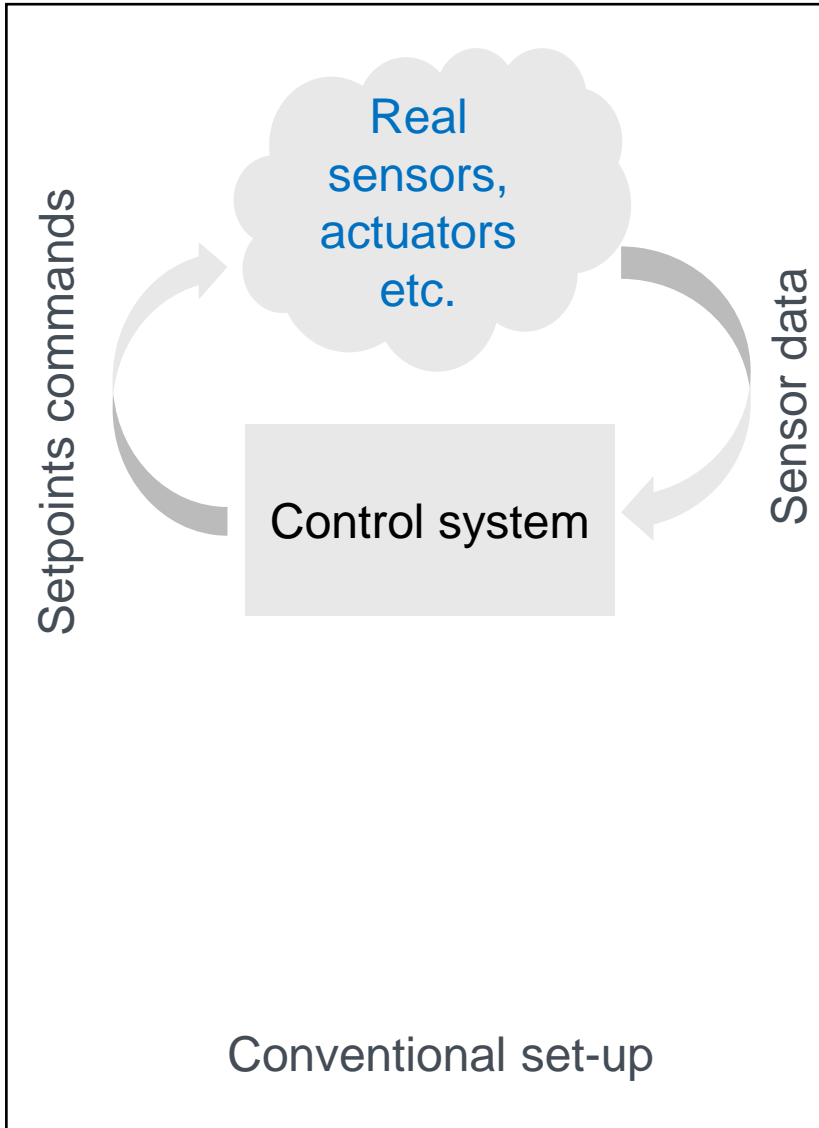 Real
sensors,
actuators
etc.
Setpoints commands
Sensor data
Control system
Conventional set-up